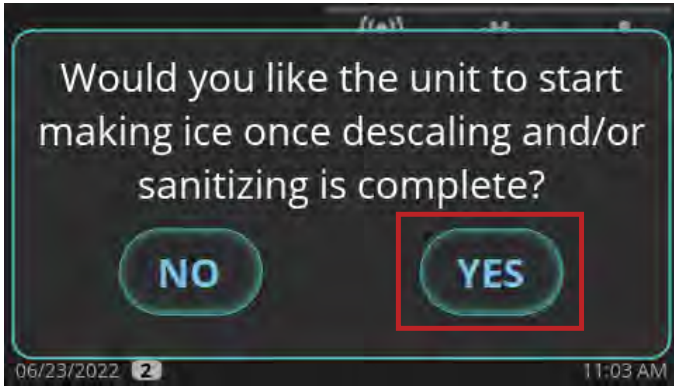 Would you like the unit to start
making ice once descaling and/or
sanitizing is complete?
NO YES
06/23/2022 2 11:03 AM